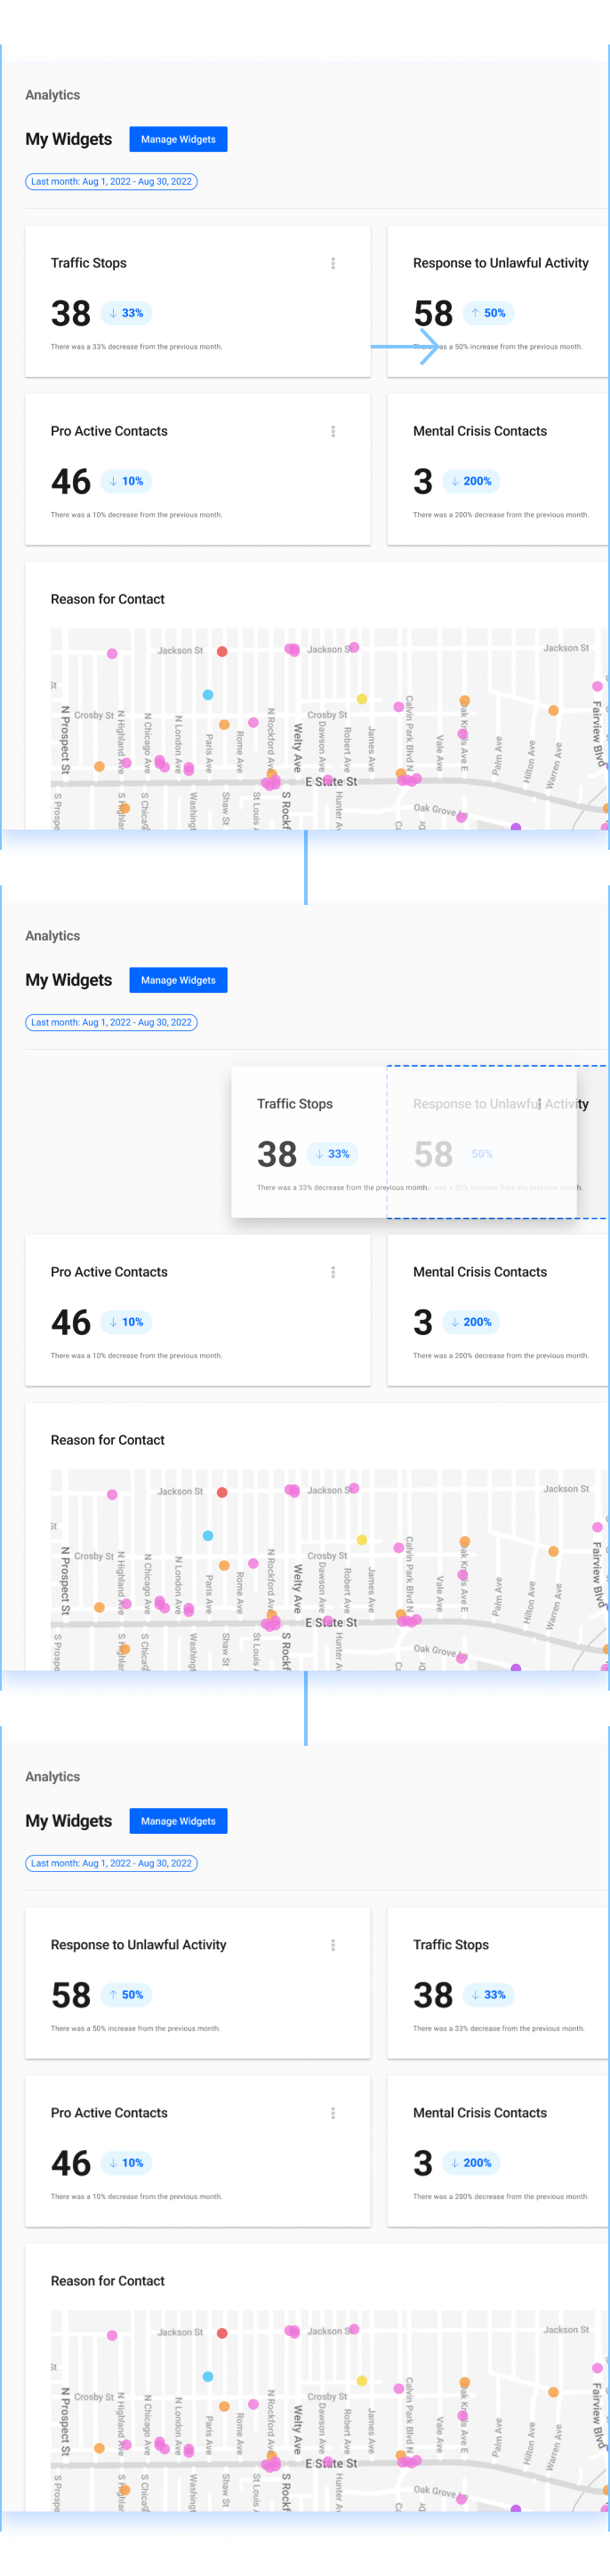 Analytics
My Widgets
Manage Widgets
Last month: Aug 1, 2022 - Aug 30, 2022
Traffic Stops
38
33%
There was a 33% decrease from the previous month.
Response to Unlawful Activity
58
50%
was a 50% increase from the previous month.
Pro Active Contacts
46
10%
There was a 10% decrease from the previous month.
Mental Crisis Contacts
3
200%
There was a 200% decrease from the previous month.
Reason for Contact
Jackson St
Jackson St
Jackson St
St
Crosby St
Crosby St
N Prospect St
N Highland Ave
N Chicago Ave
N London Ave
Paris Ave
Rome Ave
N Rockford Ave
Welty Ave
Dawson Ave
Robert Ave
James Ave
Calvin Park Blvd N
Vale Ave
Oak Knolls Ave E
Palm Ave
Hilton Ave
Warren Ave
Fairview Blvd
E State St
Oak Grove
S Prospe
S Highlar
S Chicag
Washingt
Shaw St
St Louis A
S Rockf
Hunter A
Analytics
My Widgets
Manage Widgets
Last month: Aug 1, 2022 - Aug 30, 2022
Traffic Stops
38
33%
There was a 33% decrease from the previous month.
Response to Unlawful Activity
58
50%
was a 50% increase from the previous month.
Pro Active Contacts
46
10%
There was a 10% decrease from the previous month.
Mental Crisis Contacts
3
200%
There was a 200% decrease from the previous month.
Reason for Contact
Jackson St
Jackson St
Jackson St
St
Crosby St
Crosby St
N Prospect St
N Highland Ave
N Chicago Ave
N London Ave
Paris Ave
Rome Ave
N Rockford Ave
Welty Ave
Dawson Ave
Robert Ave
James Ave
Calvin Park Blvd N
Vale Ave
Oak Knolls Ave E
Palm Ave
Hilton Ave
Warren Ave
Fairview Blvd
E State St
Oak Grove
S Prospe
S Highlar
S Chicag
Washingt
Shaw St
St Louis A
S Rockf
Hunter A
Analytics
My Widgets
Manage Widgets
Last month: Aug 1, 2022 - Aug 30, 2022
Response to Unlawful Activity
58
50%
There was a 50% increase from the previous month.
Traffic Stops
38
33%
There was a 33% decrease from the previous month.
Pro Active Contacts
46
10%
There was a 10% decrease from the previous month.
Mental Crisis Contacts
3
200%
There was a 200% decrease from the previous month.
Reason for Contact
Jackson St
Jackson St
Jackson St
St
Crosby St
Crosby St
N Prospect St
N Highland Ave
N Chicago Ave
N London Ave
Paris Ave
Rome Ave
N Rockford Ave
Welty Ave
Dawson Ave
Robert Ave
James Ave
Calvin Park Blvd N
Vale Ave
Oak Knolls Ave E
Palm Ave
Hilton Ave
Warren Ave
Fairview Blvd
E State St
Oak Grove
S Prospe
S Highlar
S Chicag
Washingt
Shaw St
St Louis A
S Rockf
Hunter A